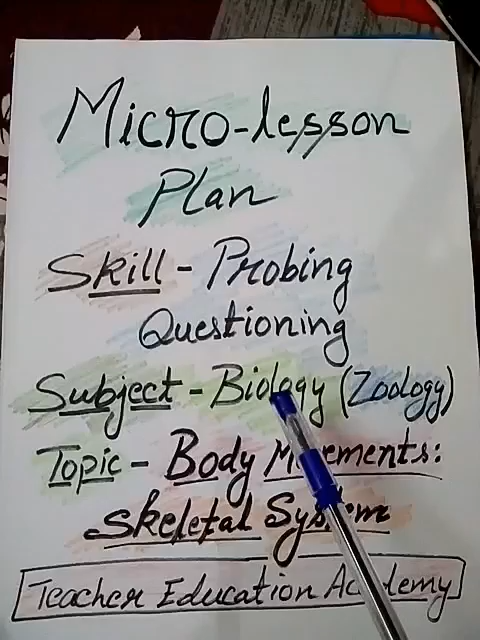 Micro-lesson
Plan
Skill - Probing
Questioning
Subject - Biology (Zoology)
Topic - Body Movements:
Skeletal System
Teacher Education Academy